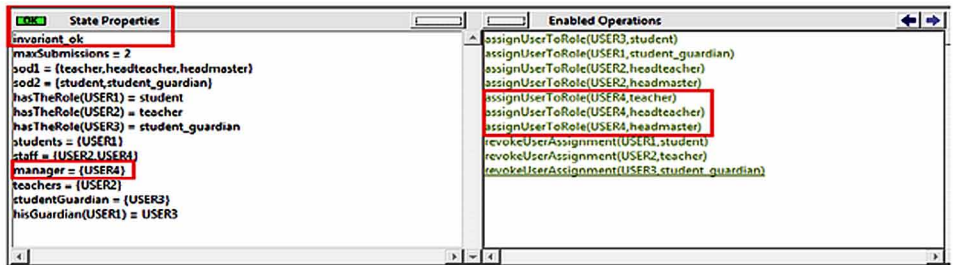 OK State Properties
invariant_ok
maxSubmissions = 2
sod1 = {teacher,headteacher,headmaster}
sod2 = {student,student_guardian}
hasTheRole(USER1) = student
hasTheRole(USER2) = teacher
hasTheRole(USER3) = student_guardian
students = {USER1}
staff = {USER2,USER4}
manager = {USER4}
teachers = {USER2}
studentGuardian = {USER3}
hisGuardian(USER1) = USER3
Enabled Operations
assignUserToRole(USER3,student)
assignUserToRole(USER1,student_guardian)
assignUserToRole(USER2,headteacher)
assignUserToRole(USER2,headmaster)
assignUserToRole(USER4,teacher)
assignUserToRole(USER4,headteacher)
assignUserToRole(USER4,headmaster)
revokeUserAssignment(USER1,student)
revokeUserAssignment(USER2,teacher)
revokeUserAssignment(USER3,student_guardian)